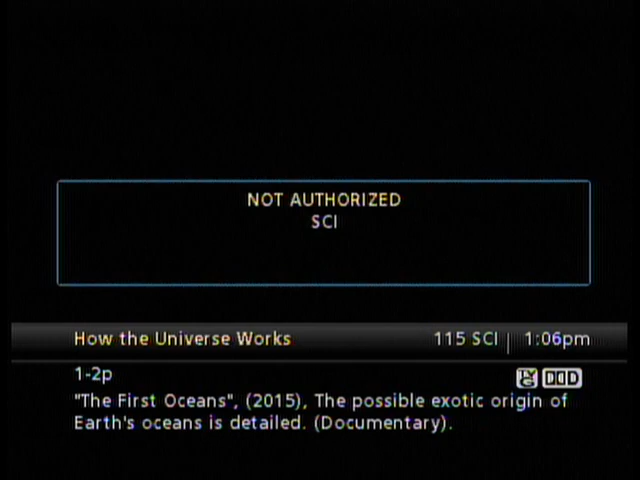 NOT AUTHORIZED
SCI
How the Universe Works 115 SCI 1:06pm
1-2p
"The First Oceans", (2015), The possible exotic origin of
Earth's oceans is detailed. (Documentary).